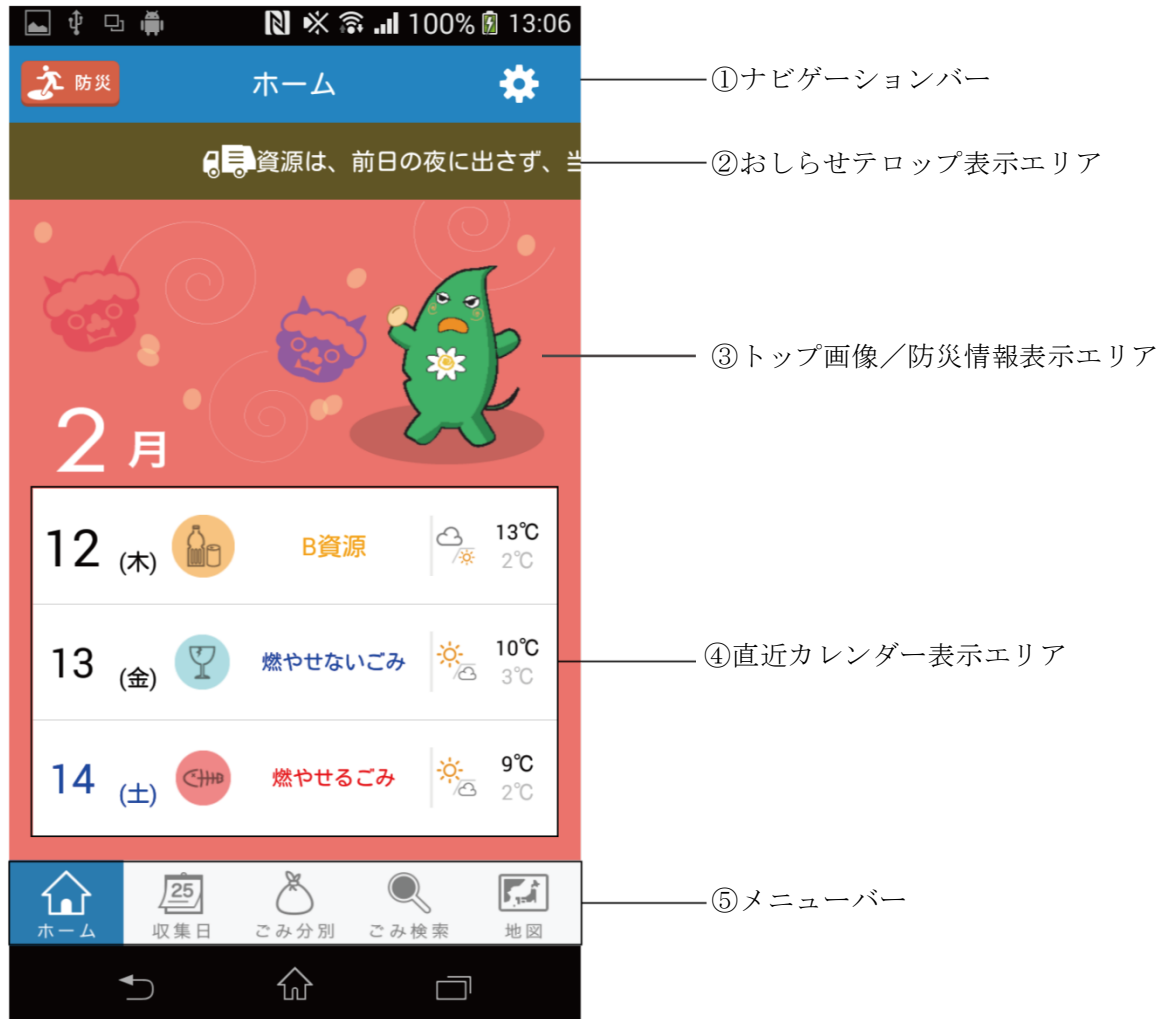 100% 13:06
防災 ホーム
①ナビゲーションバー
資源は、前日の夜に出さず、当
②おしらせテロップ表示エリア
③トップ画像／防災情報表示エリア
2月
12 (木) B資源 13℃
2℃
13 (金) 燃やせないごみ 10℃
3℃
④直近カレンダー表示エリア
14 (土) 燃やせるごみ 9℃
2℃
25
ホーム 収集日 ごみ分別 ごみ検索 地図
⑤メニューバー